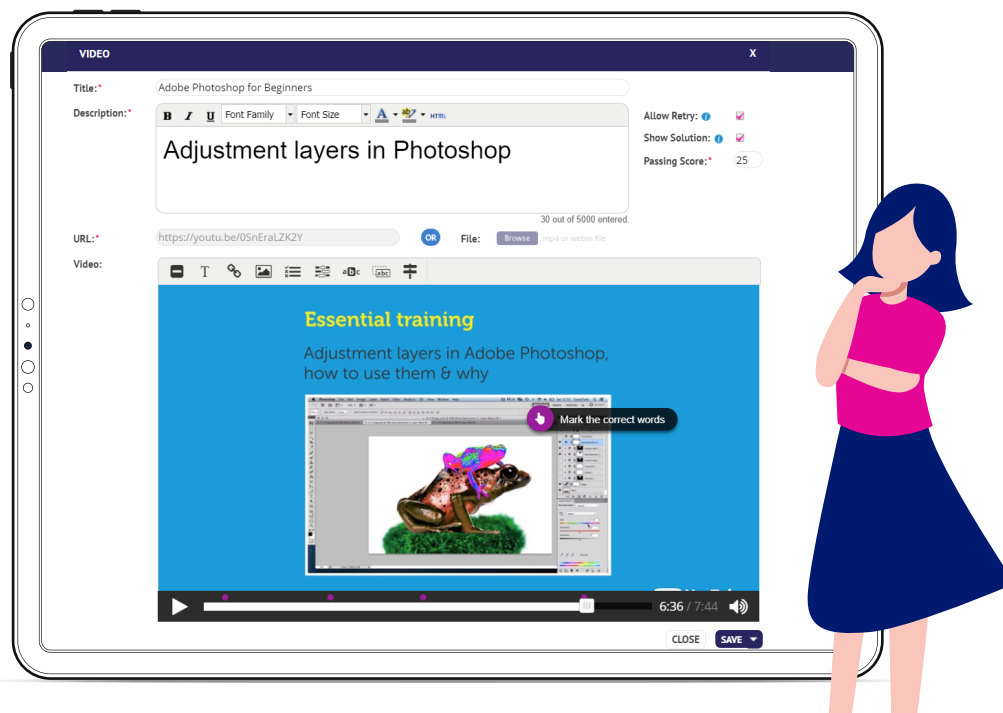 VIDEO X
Title:* Adobe Photoshop for Beginners
Description:* B I U Font Family Font Size A ab HTML
Allow Retry: i
Adjustment layers in Photoshop
Show Solution: i
Passing Score:* 25
30 out of 5000 entered.
URL:* https://youtu.be/0SnEraLZK2Y OR File: Browse mp4 or webm file
Video:
T abc abc
Essential training
Adjustment layers in Adobe Photoshop,
how to use them & why
Mark the correct words
6:36 / 7:44
CLOSE SAVE